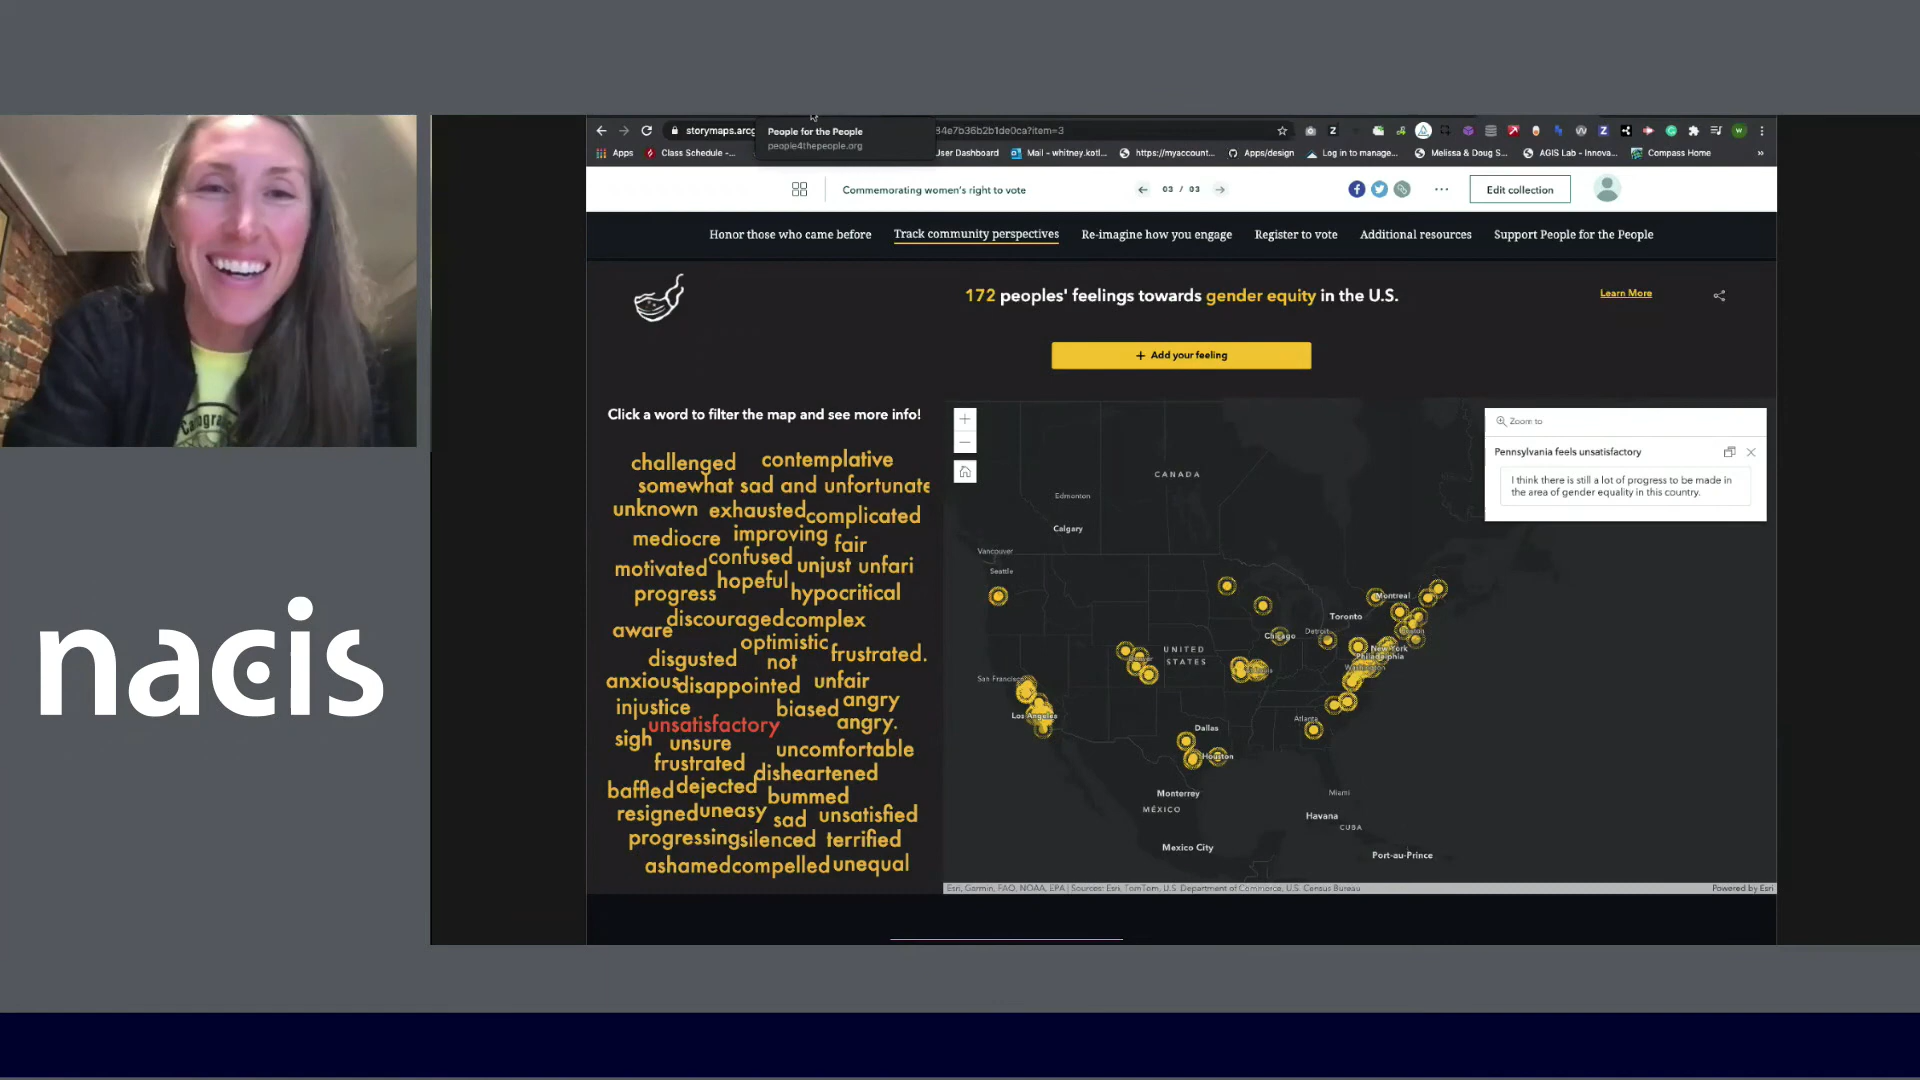 storymaps.arcg
84e7b36b2b1de0ca?item=3
People for the People
people4thepeople.org
Apps
Class Schedule -...
User Dashboard
Mail - whitney.kotl...
https://myaccount...
Apps/design
Log in to manage...
Melissa & Doug S...
AGIS Lab - Innova...
Compass Home
»
Commemorating women's right to vote
03 / 03
Edit collection
Honor those who came before
Track community perspectives
Re-imagine how you engage
Register to vote
Additional resources
Support People for the People
172 peoples' feelings towards gender equity in the U.S.
Learn More
+ Add your feeling
Click a word to filter the map and see more info!
challenged contemplative
somewhat sad and unfortunate
unknown exhausted complicated
mediocre improving fair
motivated confused unjust unfari
progress hopeful hypocritical
discouraged complex
aware optimistic
disgusted not frustrated.
anxious disappointed unfair
injustice biased angry
unsatisfactory angry.
sigh unsure uncomfortable
frustrated disheartened
baffled dejected bummed
resigned uneasy sad unsatisfied
progressing silenced terrified
ashamed compelled unequal
Zoom to
Pennsylvania feels unsatisfactory
I think there is still a lot of progress to be made in
the area of gender equality in this country.
CANADA
Edmonton
Calgary
Vancouver
Seattle
Montreal
Toronto
Chicago
Detroit
Boston
UNITED
STATES
New York
Philadelphia
Washington
San Francisco
Los Angeles
Atlanta
Dallas
Houston
Monterrey
MÉXICO
Miami
Havana
CUBA
Mexico City
Port-au-Prince
Esri, Garmin, FAO, NOAA, EPA | Sources: Esri, TomTom, U.S. Department of Commerce, U.S. Census Bureau
Powered by Esri
nacis